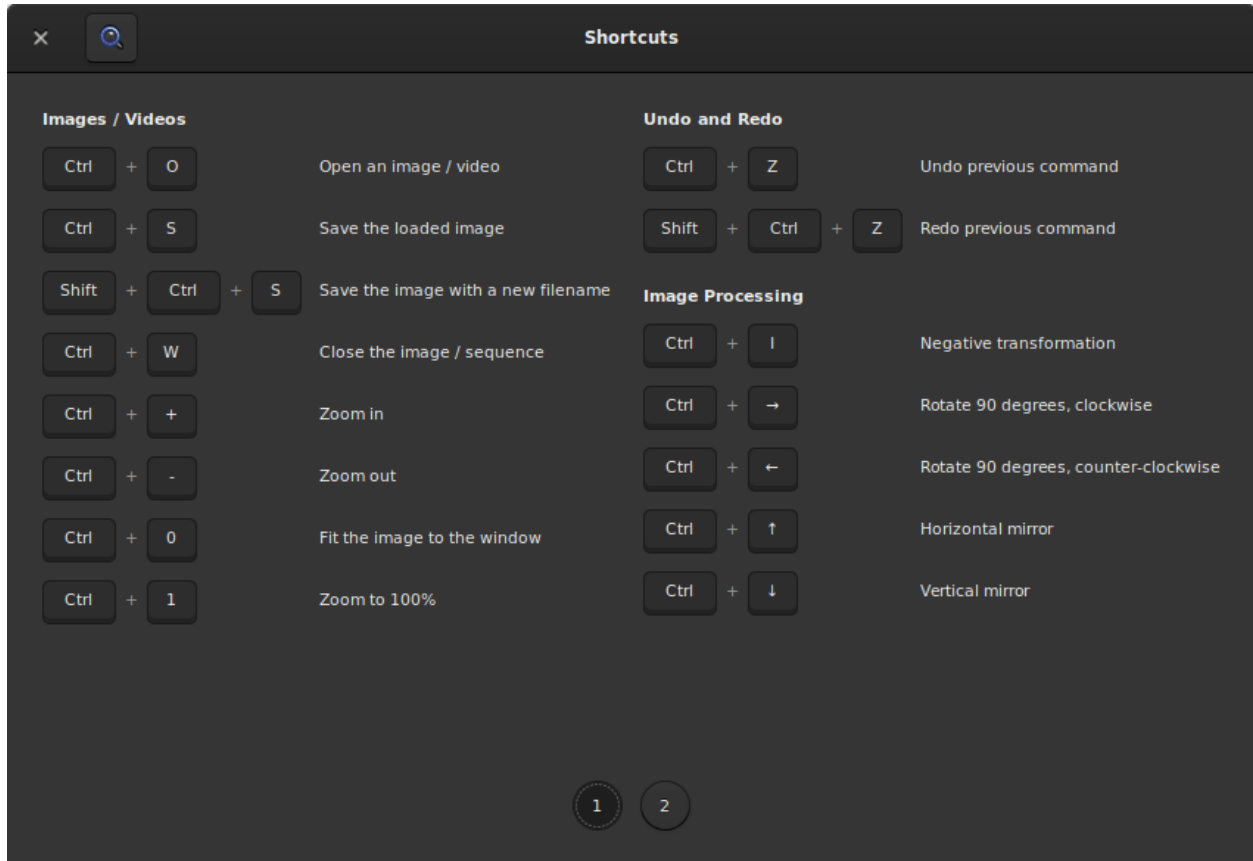 Shortcuts
Images / Videos
Ctrl + O Open an image / video
Ctrl + S Save the loaded image
Shift + Ctrl + S Save the image with a new filename
Ctrl + W Close the image / sequence
Ctrl + + Zoom in
Ctrl + - Zoom out
Ctrl + 0 Fit the image to the window
Ctrl + 1 Zoom to 100%
Undo and Redo
Ctrl + Z Undo previous command
Shift + Ctrl + Z Redo previous command
Image Processing
Ctrl + I Negative transformation
Ctrl + → Rotate 90 degrees, clockwise
Ctrl + ← Rotate 90 degrees, counter-clockwise
Ctrl + ↑ Horizontal mirror
Ctrl + ↓ Vertical mirror
1 2